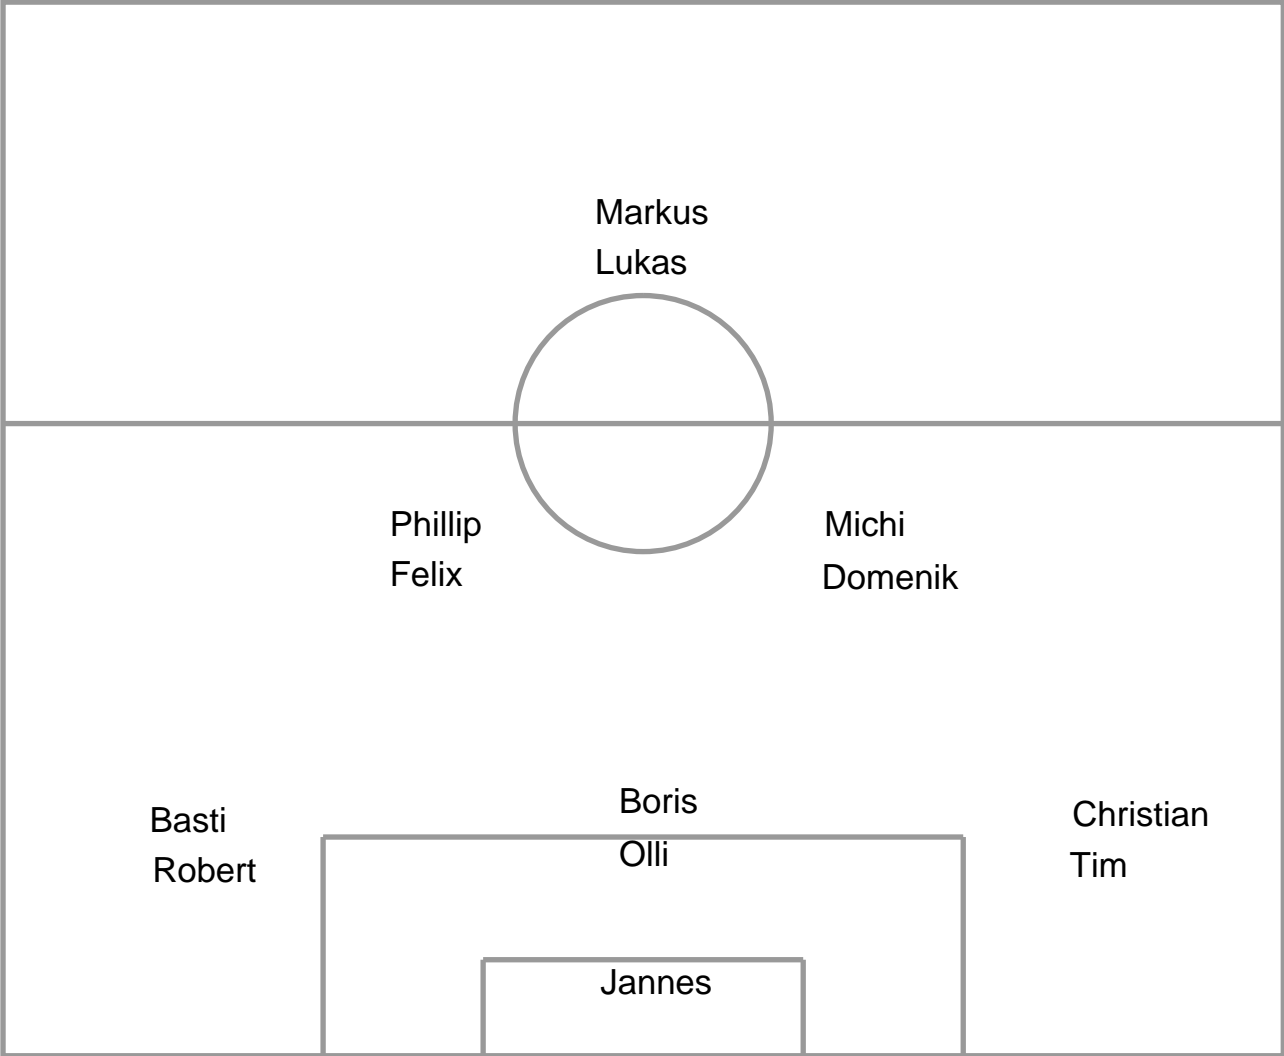 Markus
Lukas
Phillip
Felix
Michi
Domenik
Basti
Robert
Boris
Olli
Christian
Tim
Jannes